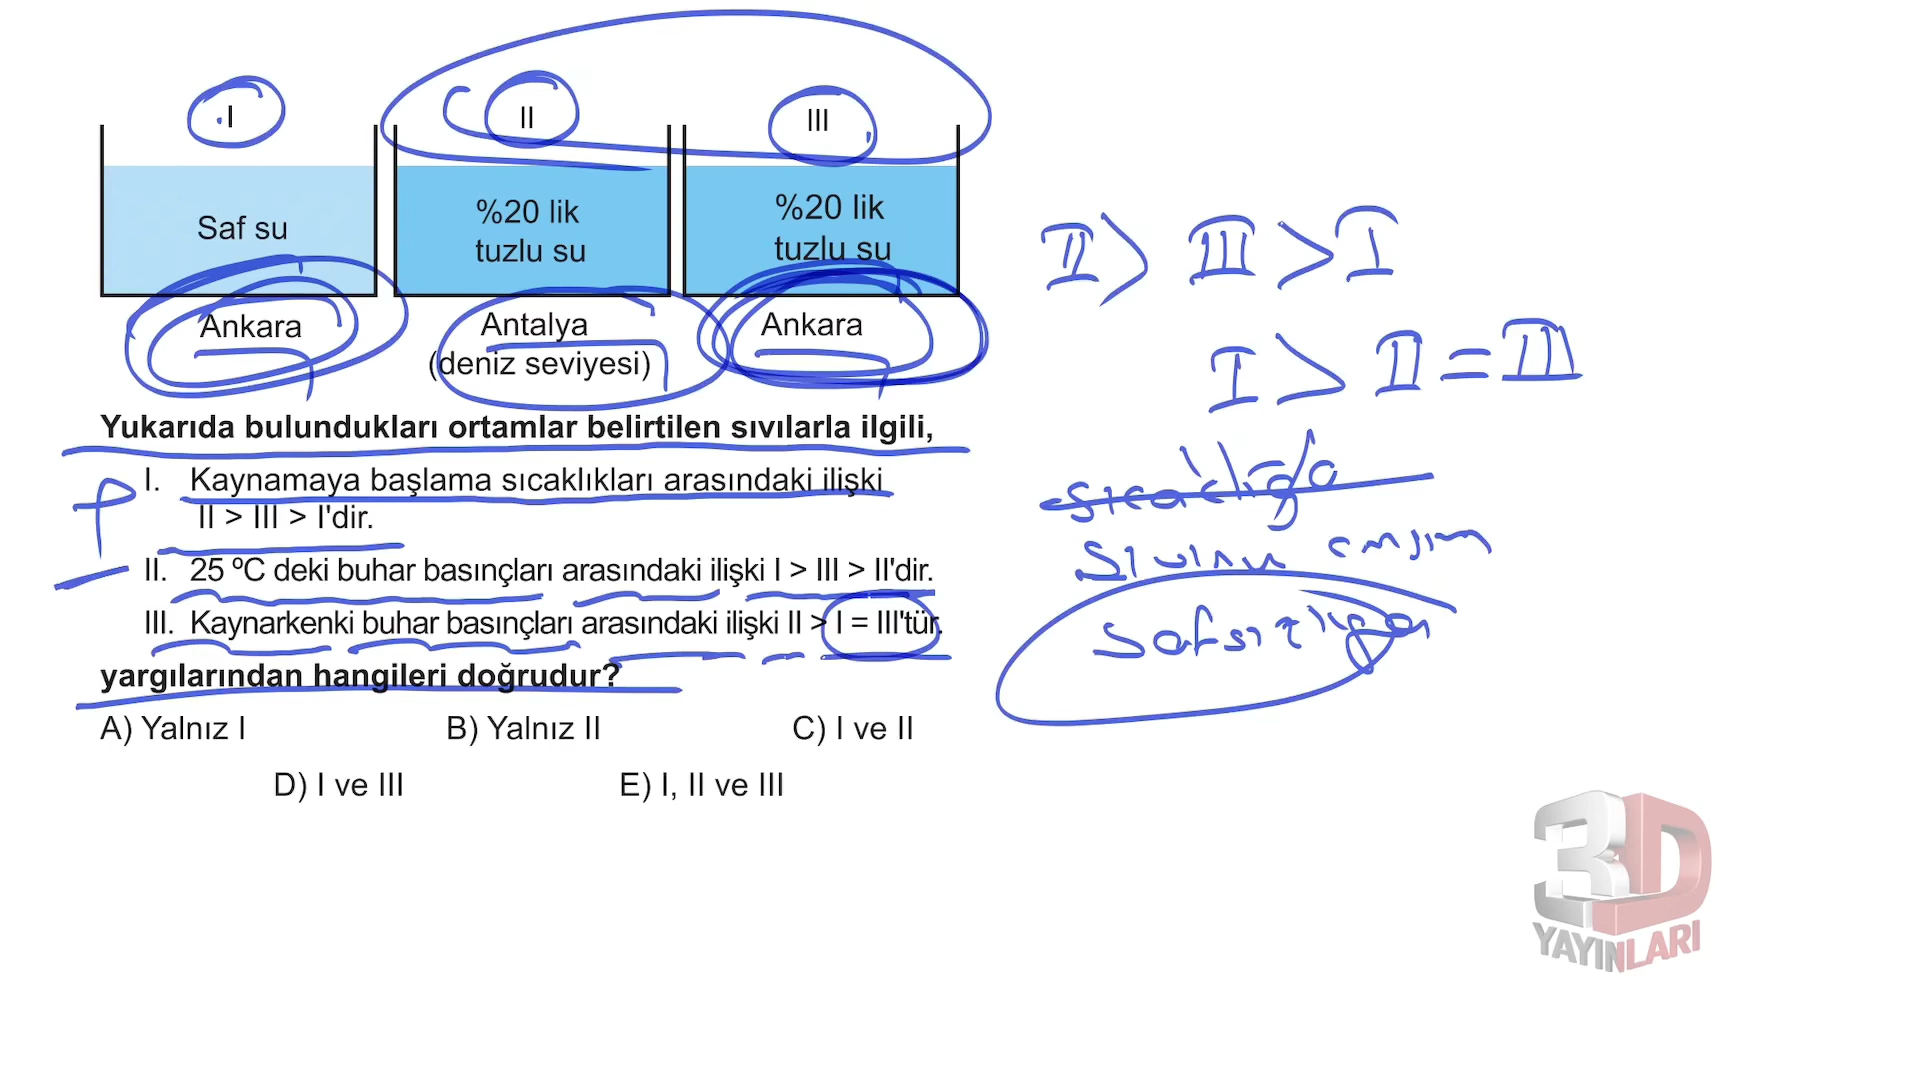 I
II
III
Saf su
%20 lik
tuzlu su
%20 lik
tuzlu su
Ankara
Antalya
(deniz seviyesi)
Ankara
Yukarıda bulundukları ortamlar belirtilen sıvılarla ilgili,
I. Kaynamaya başlama sıcaklıkları arasındaki ilişki
II > III > I'dir.
II. 25 ºC deki buhar basınçları arasındaki ilişki I > III > II'dir.
III. Kaynarkenki buhar basınçları arasındaki ilişki II > I = III'tür.
yargılarından hangileri doğrudur?
A) Yalnız I
B) Yalnız II
C) I ve II
D) I ve III
E) I, II ve III
II > III > I
I > II = III
sıcaklığa
sıvının cinsine
safsızlığa
3D
YAYINLARI